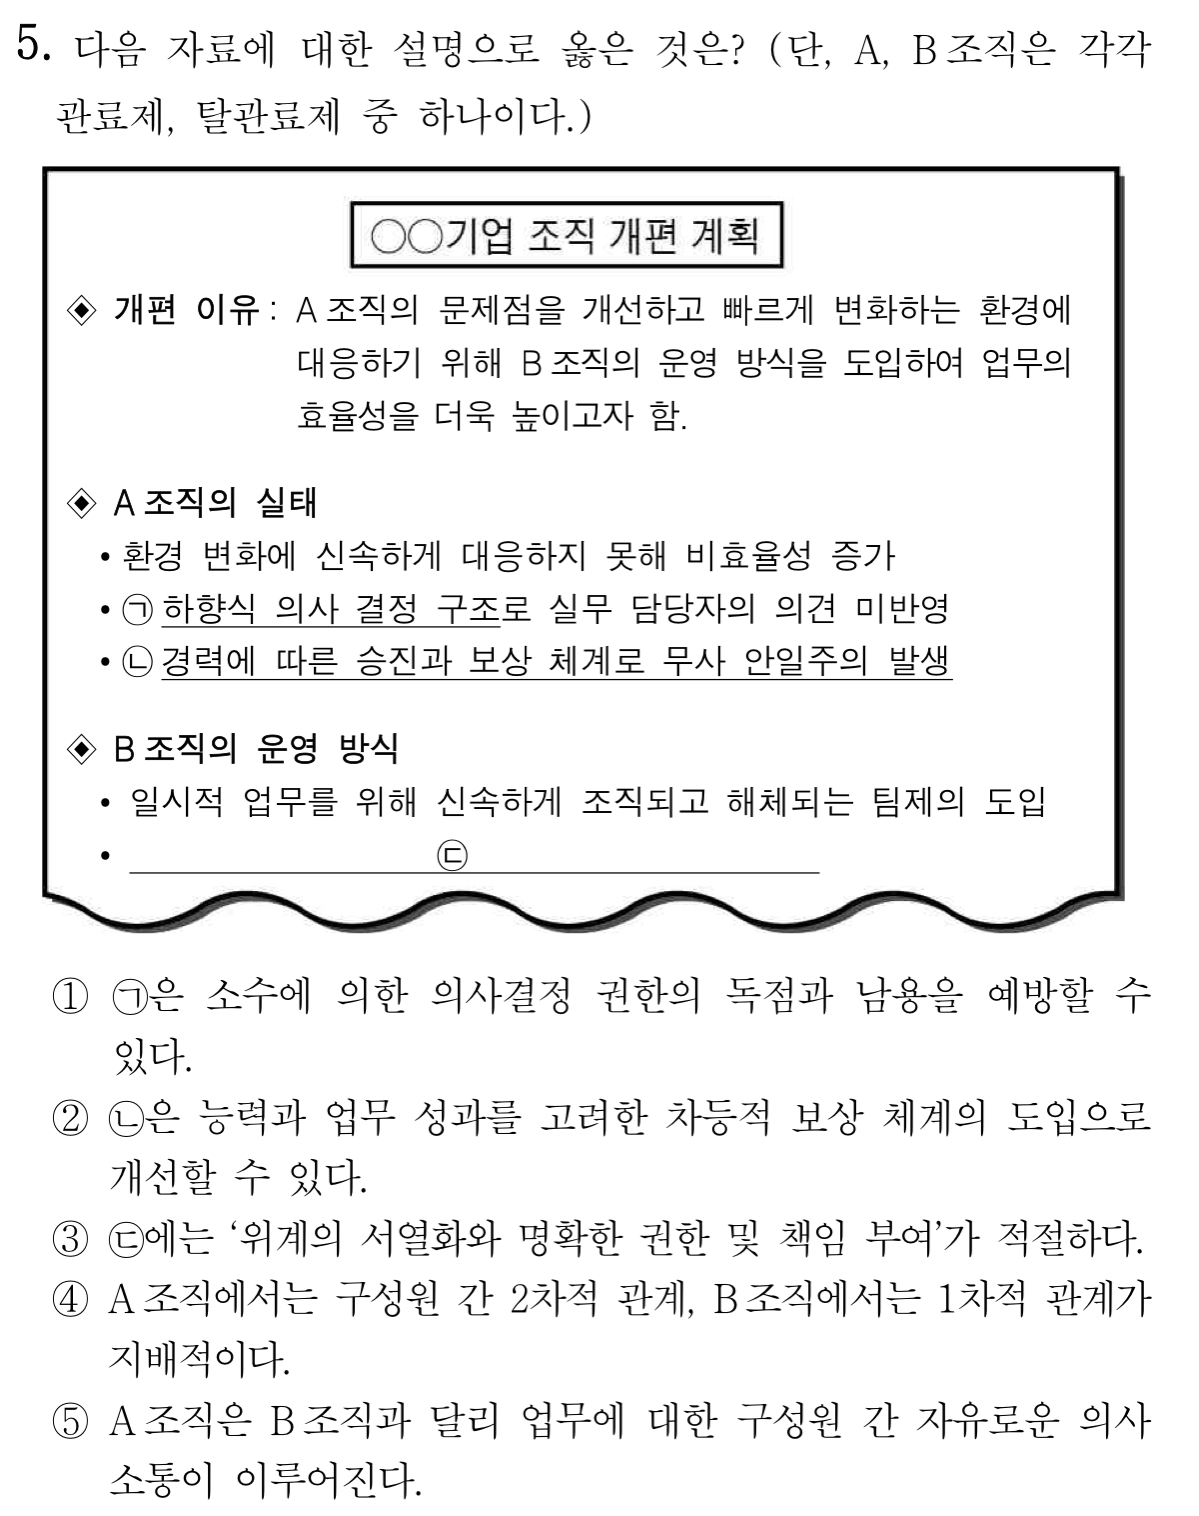 5. 다음 자료에 대한 설명으로 옳은 것은? (단, A, B조직은 각각
관료제, 탈관료제 중 하나이다.)
○○기업 조직 개편 계획
◈ 개편 이유 : A 조직의 문제점을 개선하고 빠르게 변화하는 환경에
대응하기 위해 B 조직의 운영 방식을 도입하여 업무의
효율성을 더욱 높이고자 함.
◈ A 조직의 실태
• 환경 변화에 신속하게 대응하지 못해 비효율성 증가
• ㉠ 하향식 의사 결정 구조로 실무 담당자의 의견 미반영
• ㉡ 경력에 따른 승진과 보상 체계로 무사 안일주의 발생
◈ B 조직의 운영 방식
• 일시적 업무를 위해 신속하게 조직되고 해체되는 팀제의 도입
• ㉢
① ㉠은 소수에 의한 의사결정 권한의 독점과 남용을 예방할 수
있다.
② ㉡은 능력과 업무 성과를 고려한 차등적 보상 체계의 도입으로
개선할 수 있다.
③ ㉢에는 ‘위계의 서열화와 명확한 권한 및 책임 부여’가 적절하다.
④ A 조직에서는 구성원 간 2차적 관계, B 조직에서는 1차적 관계가
지배적이다.
⑤ A 조직은 B 조직과 달리 업무에 대한 구성원 간 자유로운 의사
소통이 이루어진다.